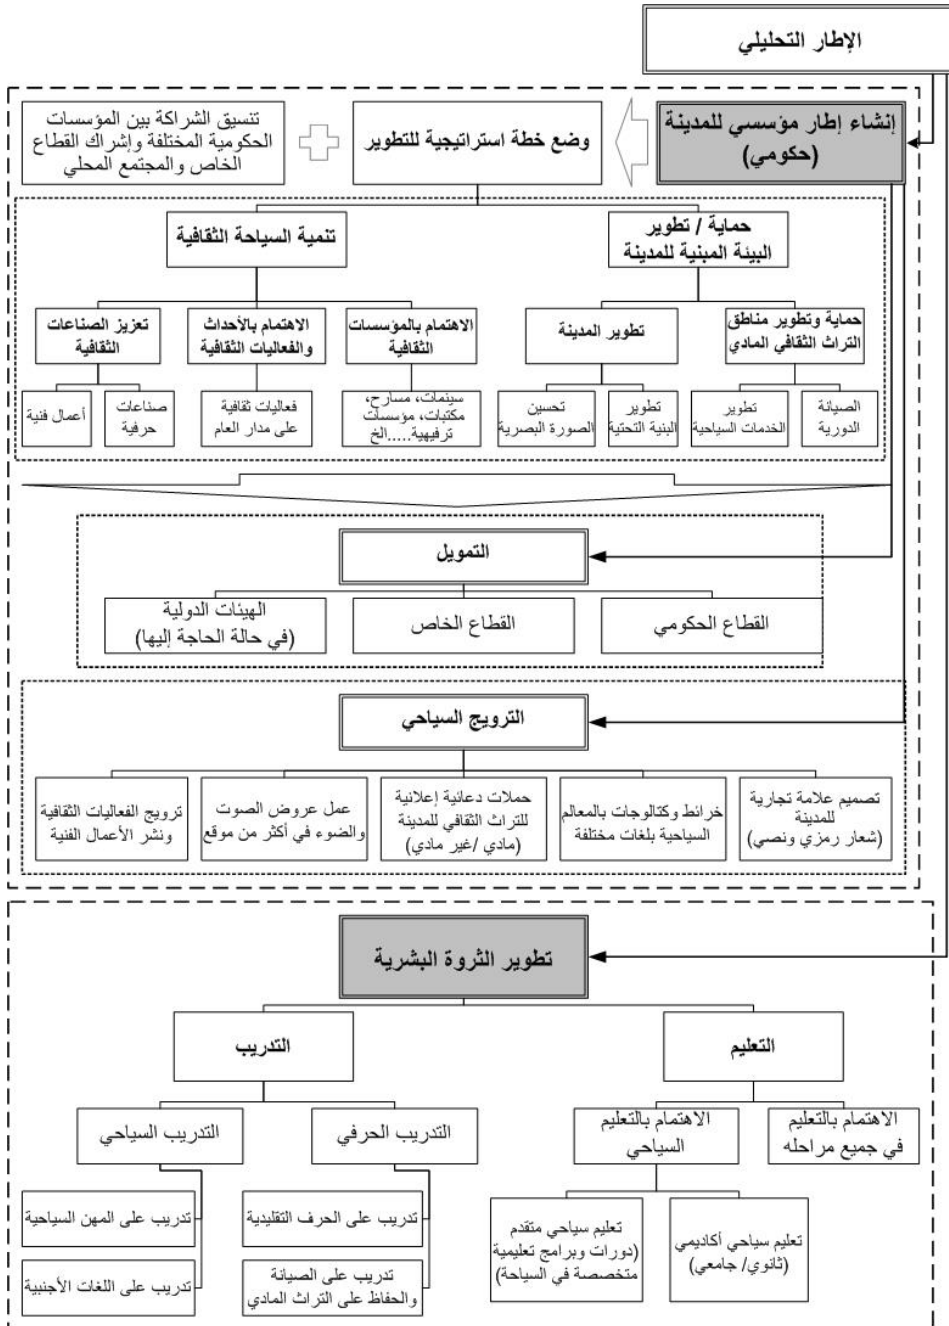 الإطار التحليلي
إنشاء إطار مؤسسي للمدينة
(حكومي)
وضع خطة استراتيجية للتطوير
تنسيق الشراكة بين المؤسسات
الحكومية المختلفة وإشراك القطاع
الخاص والمجتمع المحلي
حماية / تطوير
البيئة المبنية للمدينة
تنمية السياحة الثقافية
حماية وتطوير مناطق
التراث الثقافي المادي
تطوير المدينة
الاهتمام بالمؤسسات
الثقافية
الاهتمام بالأحداث
والفعاليات الثقافية
تعزيز الصناعات
الثقافية
الصيانة
الدورية
تطوير
الخدمات السياحية
تطوير
البنية التحتية
تحسين
الصورة البصرية
سينمات، مسارح،
مكتبات، مؤسسات
ترفيهية.....الخ
فعاليات ثقافية
على مدار العام
صناعات
حرفية
أعمال فنية
التمويل
القطاع الحكومي
القطاع الخاص
الهيئات الدولية
(في حالة الحاجة إليها)
الترويج السياحي
تصميم علامة تجارية
للمدينة
(شعار رمزي ونصي)
خرائط وكتالوجات بالمعالم
السياحية بلغات مختلفة
حملات دعائية إعلانية
للتراث الثقافي للمدينة
(مادي /غير مادي)
عمل عروض الصوت
والضوء في أكثر من موقع
ترويج الفعاليات الثقافية
ونشر الأعمال الفنية
تطوير الثروة البشرية
التعليم
التدريب
الاهتمام بالتعليم
في جميع مراحله
الاهتمام بالتعليم
السياحي
التدريب الحرفي
التدريب السياحي
تعليم سياحي أكاديمي
(ثانوي/ جامعي)
تعليم سياحي متقدم
(دورات وبرامج تعليمية
متخصصة في السياحة)
تدريب على الحرف التقليدية
تدريب على الصيانة
والحفاظ على التراث المادي
تدريب على المهن السياحية
تدريب على اللغات الأجنبية